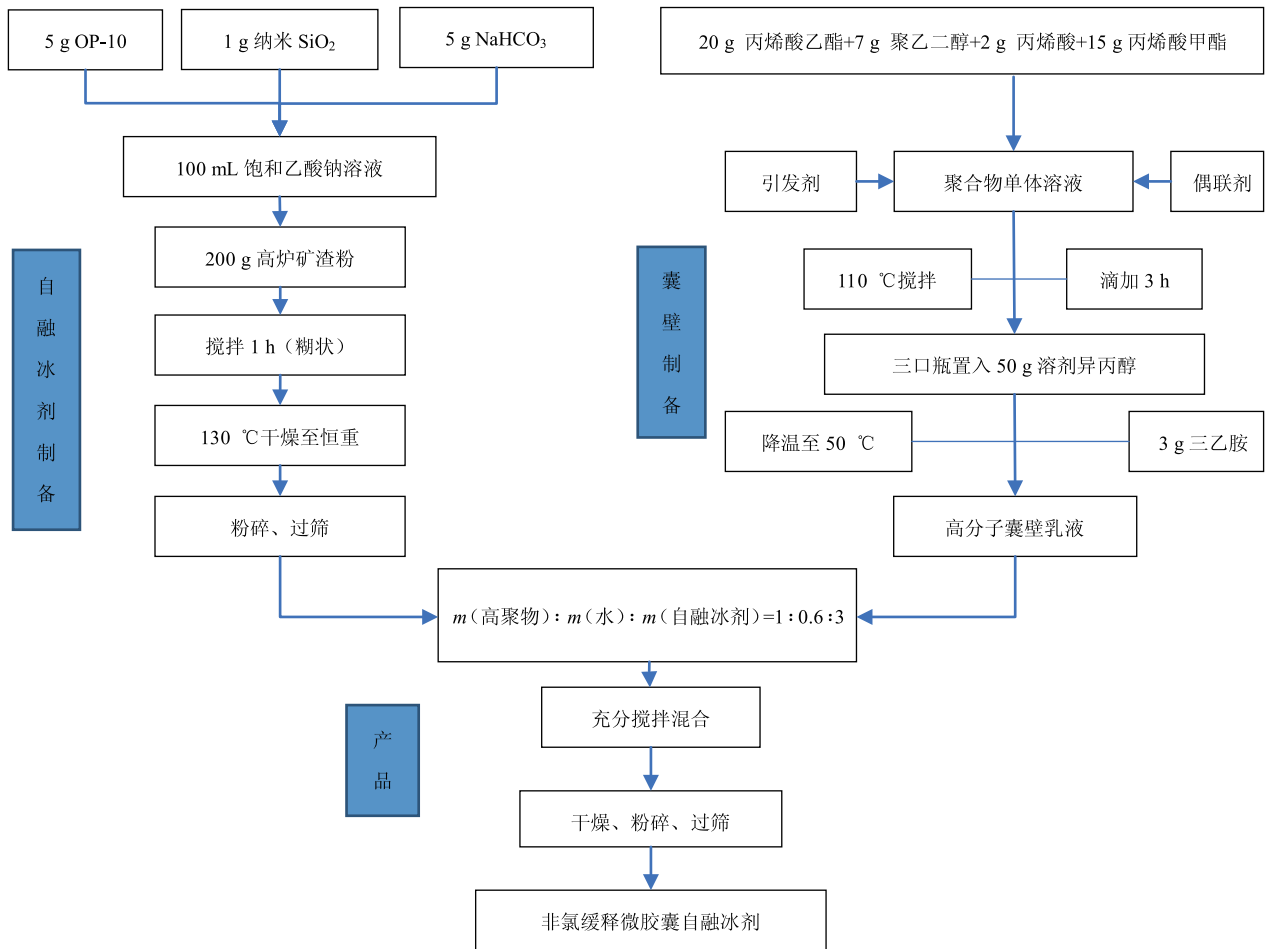 5 g OP-10
1 g 纳米 SiO₂
5 g NaHCO₃
100 mL 饱和乙酸钠溶液
200 g 高炉矿渣粉
搅拌 1 h（糊状）
130 ℃干燥至恒重
粉碎、过筛
自融冰剂制备
20 g 丙烯酸乙酯+7 g 聚乙二醇+2 g 丙烯酸+15 g 丙烯酸甲酯
引发剂
聚合物单体溶液
偶联剂
110 ℃搅拌
滴加 3 h
三口瓶置入 50 g 溶剂异丙醇
降温至 50 ℃
3 g 三乙胺
高分子囊壁乳液
囊壁制备
m（高聚物）：m（水）：m（自融冰剂）=1：0.6：3
充分搅拌混合
干燥、粉碎、过筛
非氯缓释微胶囊自融冰剂
产品